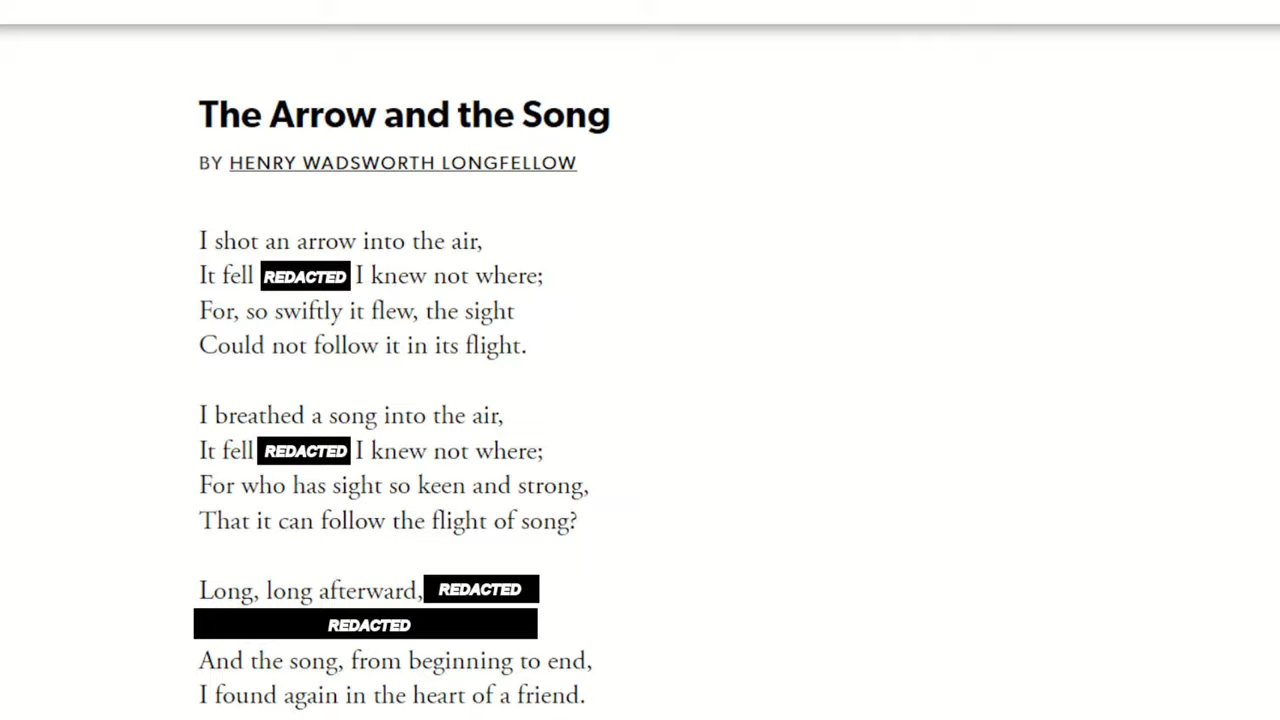 The Arrow and the Song
BY HENRY WADSWORTH LONGFELLOW
I shot an arrow into the air,
It fell REDACTED I knew not where;
For, so swiftly it flew, the sight
Could not follow it in its flight.
I breathed a song into the air,
It fell REDACTED I knew not where;
For who has sight so keen and strong,
That it can follow the flight of song?
Long, long afterward, REDACTED
REDACTED
And the song, from beginning to end,
I found again in the heart of a friend.